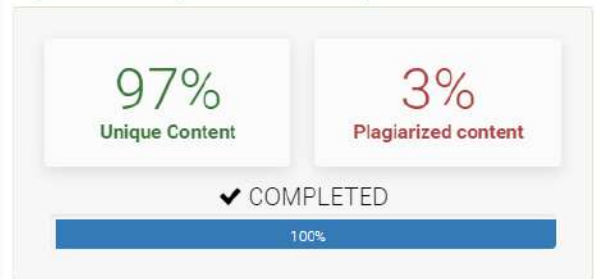 97%
Unique Content
3%
Plagiarized content
✔ COMPLETED
100%